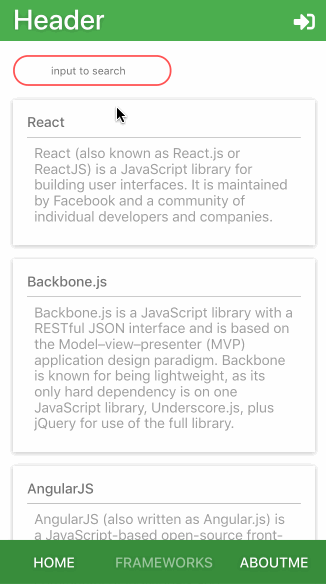 Header
input to search
React
React (also known as React.js or
ReactJS) is a JavaScript library for
building user interfaces. It is maintained
by Facebook and a community of
individual developers and companies.
Backbone.js
Backbone.js is a JavaScript library with a
RESTful JSON interface and is based on
the Model–view–presenter (MVP)
application design paradigm. Backbone
is known for being lightweight, as its
only hard dependency is on one
JavaScript library, Underscore.js, plus
jQuery for use of the full library.
AngularJS
AngularJS (also written as Angular.js) is
a JavaScript-based open-source front-
HOME FRAMEWORKS ABOUTME